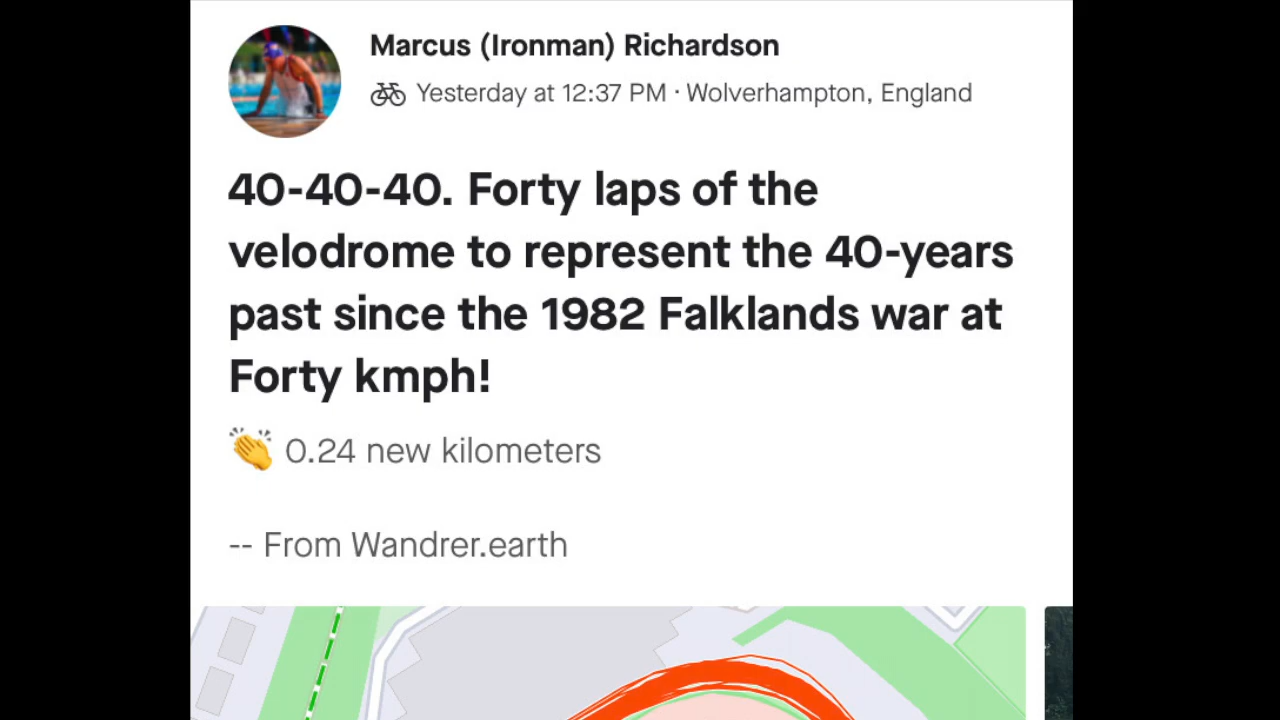 Marcus (Ironman) Richardson
Yesterday at 12:37 PM · Wolverhampton, England
40-40-40. Forty laps of the
velodrome to represent the 40-years
past since the 1982 Falklands war at
Forty kmph!
👏 0.24 new kilometers
-- From Wandrer.earth